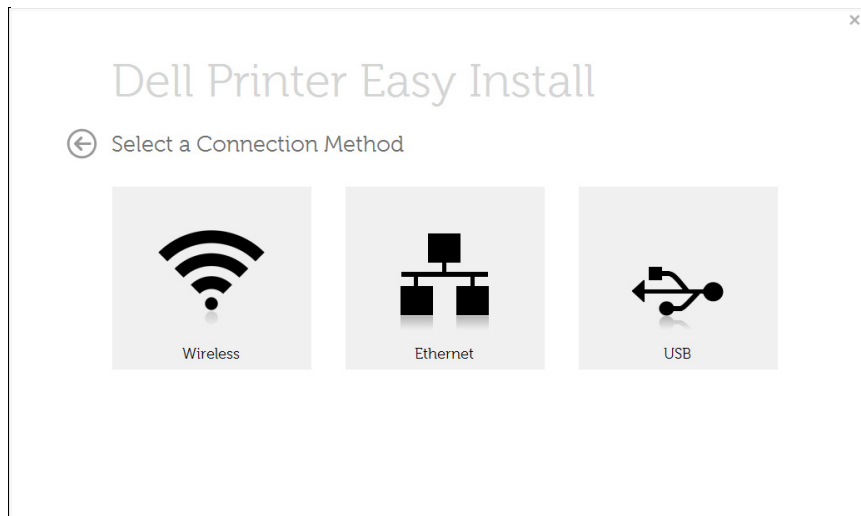 Dell Printer Easy Install
Select a Connection Method
Wireless
Ethernet
USB